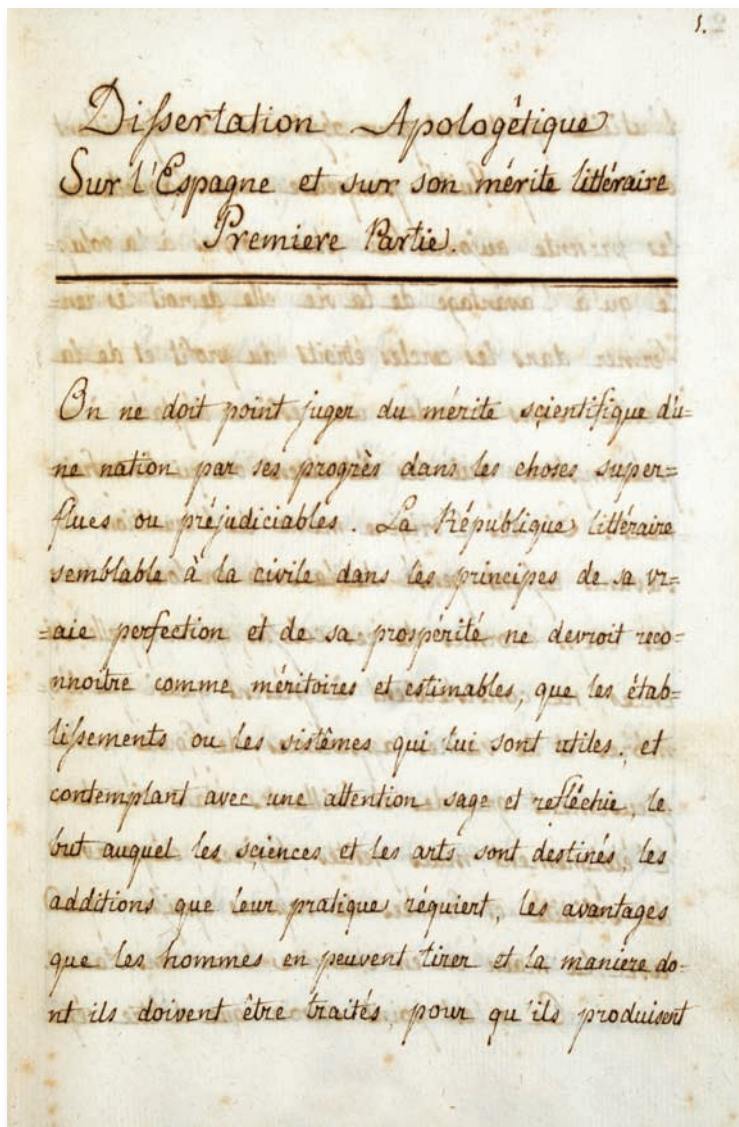 1.
Dissertation Apologétique
Sur l'Espagne et sur son mérite littéraire
Premiere Partie.
On ne doit point juger du mérite scientifique d'u=
ne nation par ses progrès dans les choses super=
flues ou préjudiciables. La République littéraire
semblable à la civile dans les principes de sa vr=
=aie perfection et de sa prospérité ne devroit reco=
nnoitre comme méritoires et estimables, que les étab=
lissements ou les sistêmes qui lui sont utiles, et
contemplant avec une attention sage et refléchie, le
but auquel les sciences et les arts sont destinés, les
additions que leur pratique réquiert, les avantages
que les hommes en peuvent tirer et la maniere do=
nt ils doivent être traités, pour qu'ils produisent